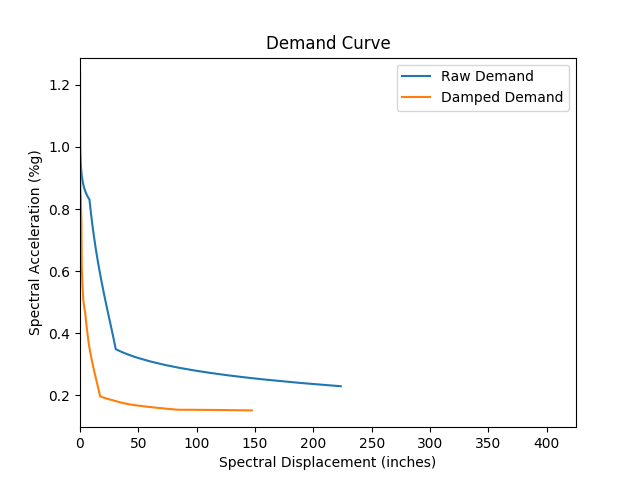 Demand Curve
Raw Demand
Damped Demand
1.2
1.0
0.8
0.6
0.4
0.2
Spectral Acceleration (%g)
0 50 100 150 200 250 300 350 400
Spectral Displacement (inches)